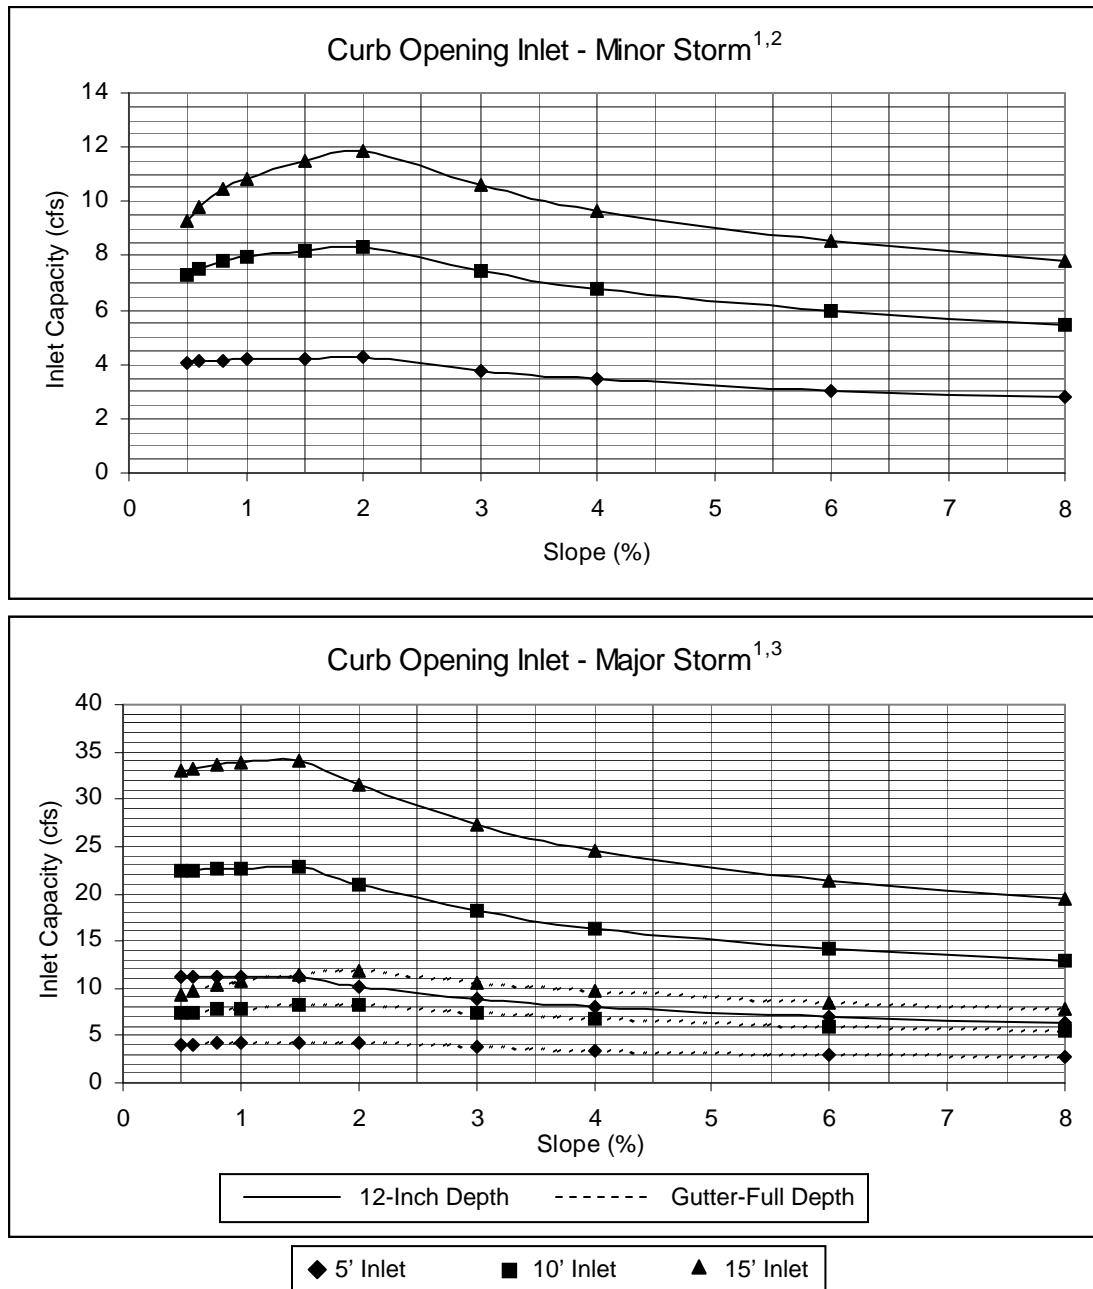 Curb Opening Inlet - Minor Storm1,2
14
12
10
8
6
4
2
0
Inlet Capacity (cfs)
0 1 2 3 4 5 6 7 8
Slope (%)
Curb Opening Inlet - Major Storm1,3
40
35
30
25
20
15
10
5
0
Inlet Capacity (cfs)
0 1 2 3 4 5 6 7 8
Slope (%)
12-Inch Depth Gutter-Full Depth
5' Inlet 10' Inlet 15' Inlet